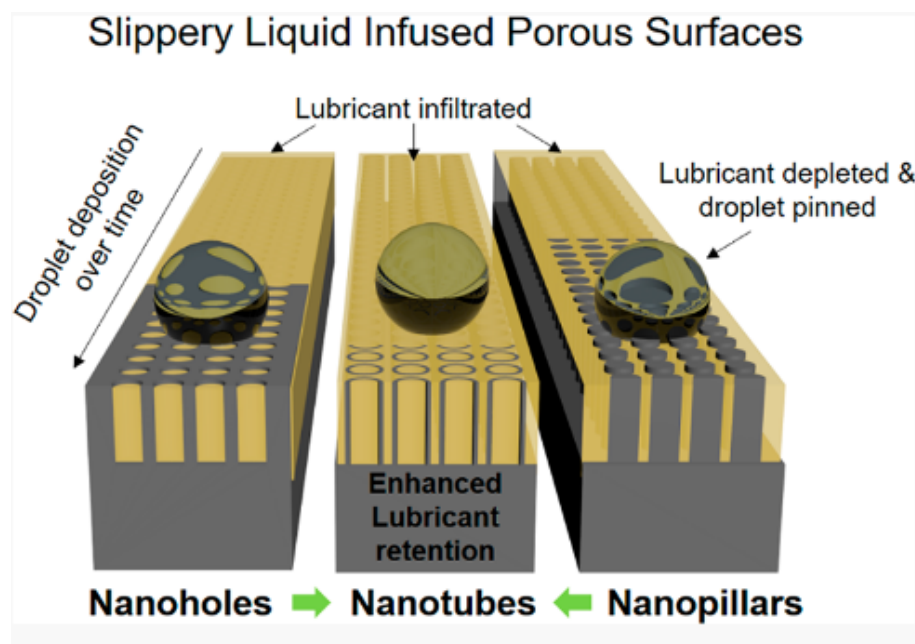 Slippery Liquid Infused Porous Surfaces
Lubricant infiltrated
Droplet deposition
over time
Lubricant depleted &
droplet pinned
Enhanced
Lubricant
retention
Nanoholes
Nanotubes
Nanopillars